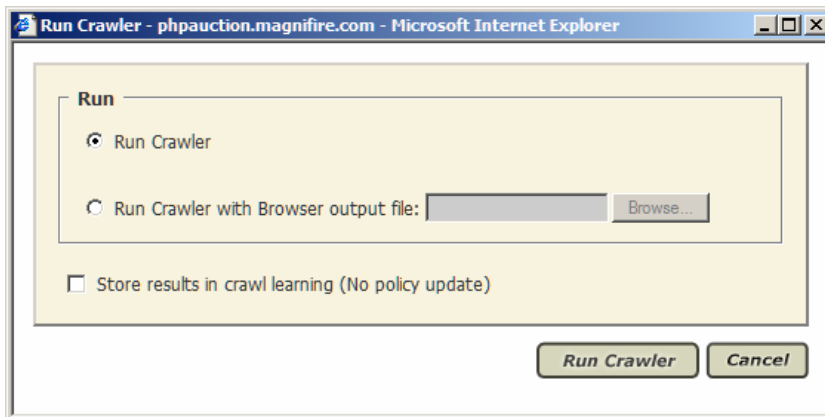 Run Crawler - phpauction.magnifire.com - Microsoft Internet Explorer
Run
Run Crawler
Run Crawler with Browser output file: Browse...
Store results in crawl learning (No policy update)
Run Crawler Cancel